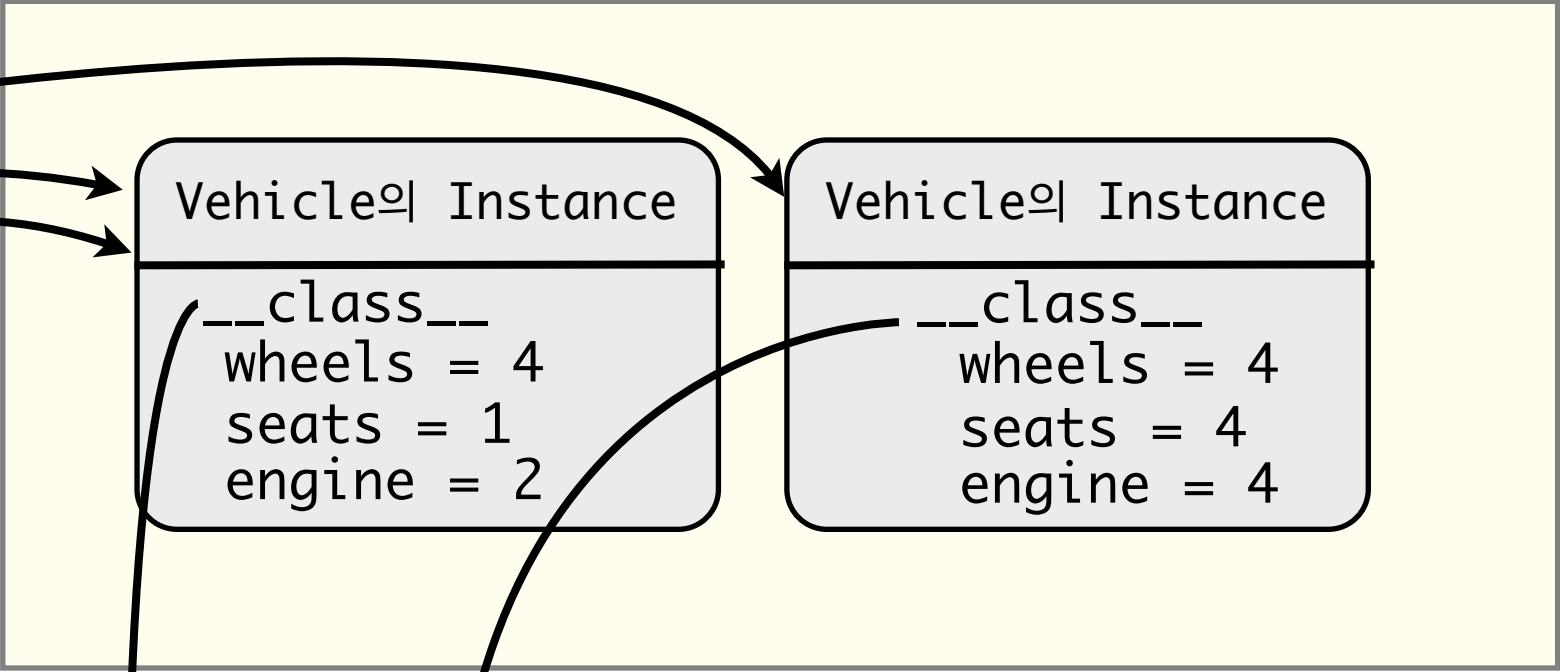 Vehicle의 Instance
__class__
wheels = 4
seats = 1
engine = 2
Vehicle의 Instance
__class__
wheels = 4
seats = 4
engine = 4